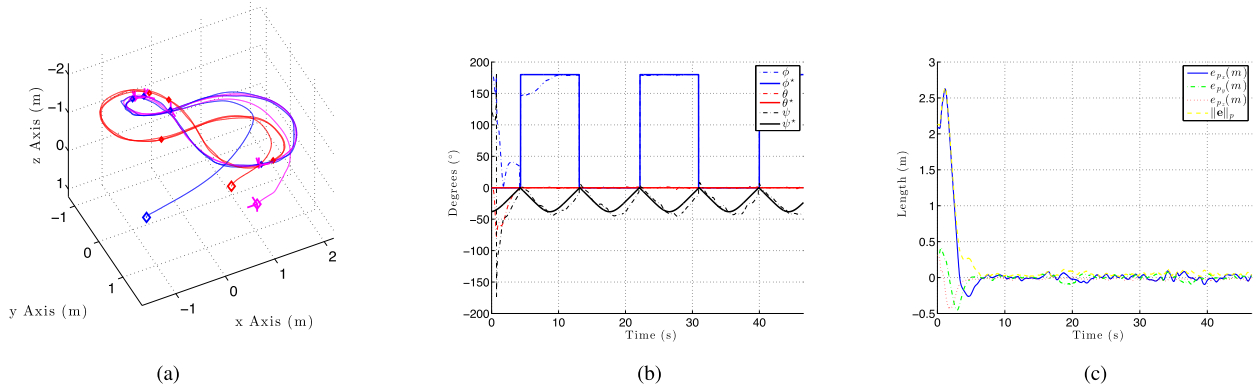 −2
−1
0
1
z Axis (m)
−1
0
1
y Axis (m)
−1
0
1
2
x Axis (m)
(a)
200
150
100
50
0
−50
−100
−150
−200
Degrees (°)
0
10
20
30
40
Time (s)
ϕ
ϕ*
θ
θ*
ψ
ψ*
(b)
3
2.5
2
1.5
1
0.5
0
−0.5
Length (m)
0
10
20
30
40
Time (s)
e_{p_x}(m)
e_{p_y}(m)
e_{p_z}(m)
‖e‖_p
(c)